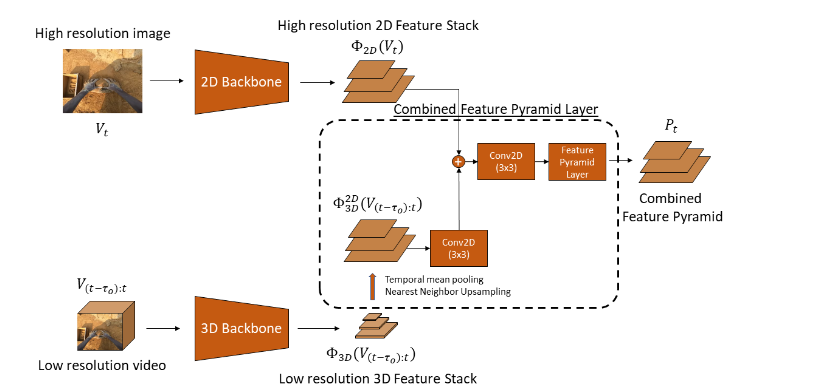 High resolution 2D Feature Stack
High resolution image
Φ2D(Vt)
2D Backbone
Vt
Combined Feature Pyramid Layer
Pt
Conv2D
(3x3)
Feature
Pyramid
Layer
+
Combined
Feature Pyramid
Φ3D2D(V(t−τo):t)
Conv2D
(3x3)
Temporal mean pooling
Nearest Neighbor Upsampling
V(t−τo):t
3D Backbone
Low resolution video
Φ3D(V(t−τo):t)
Low resolution 3D Feature Stack